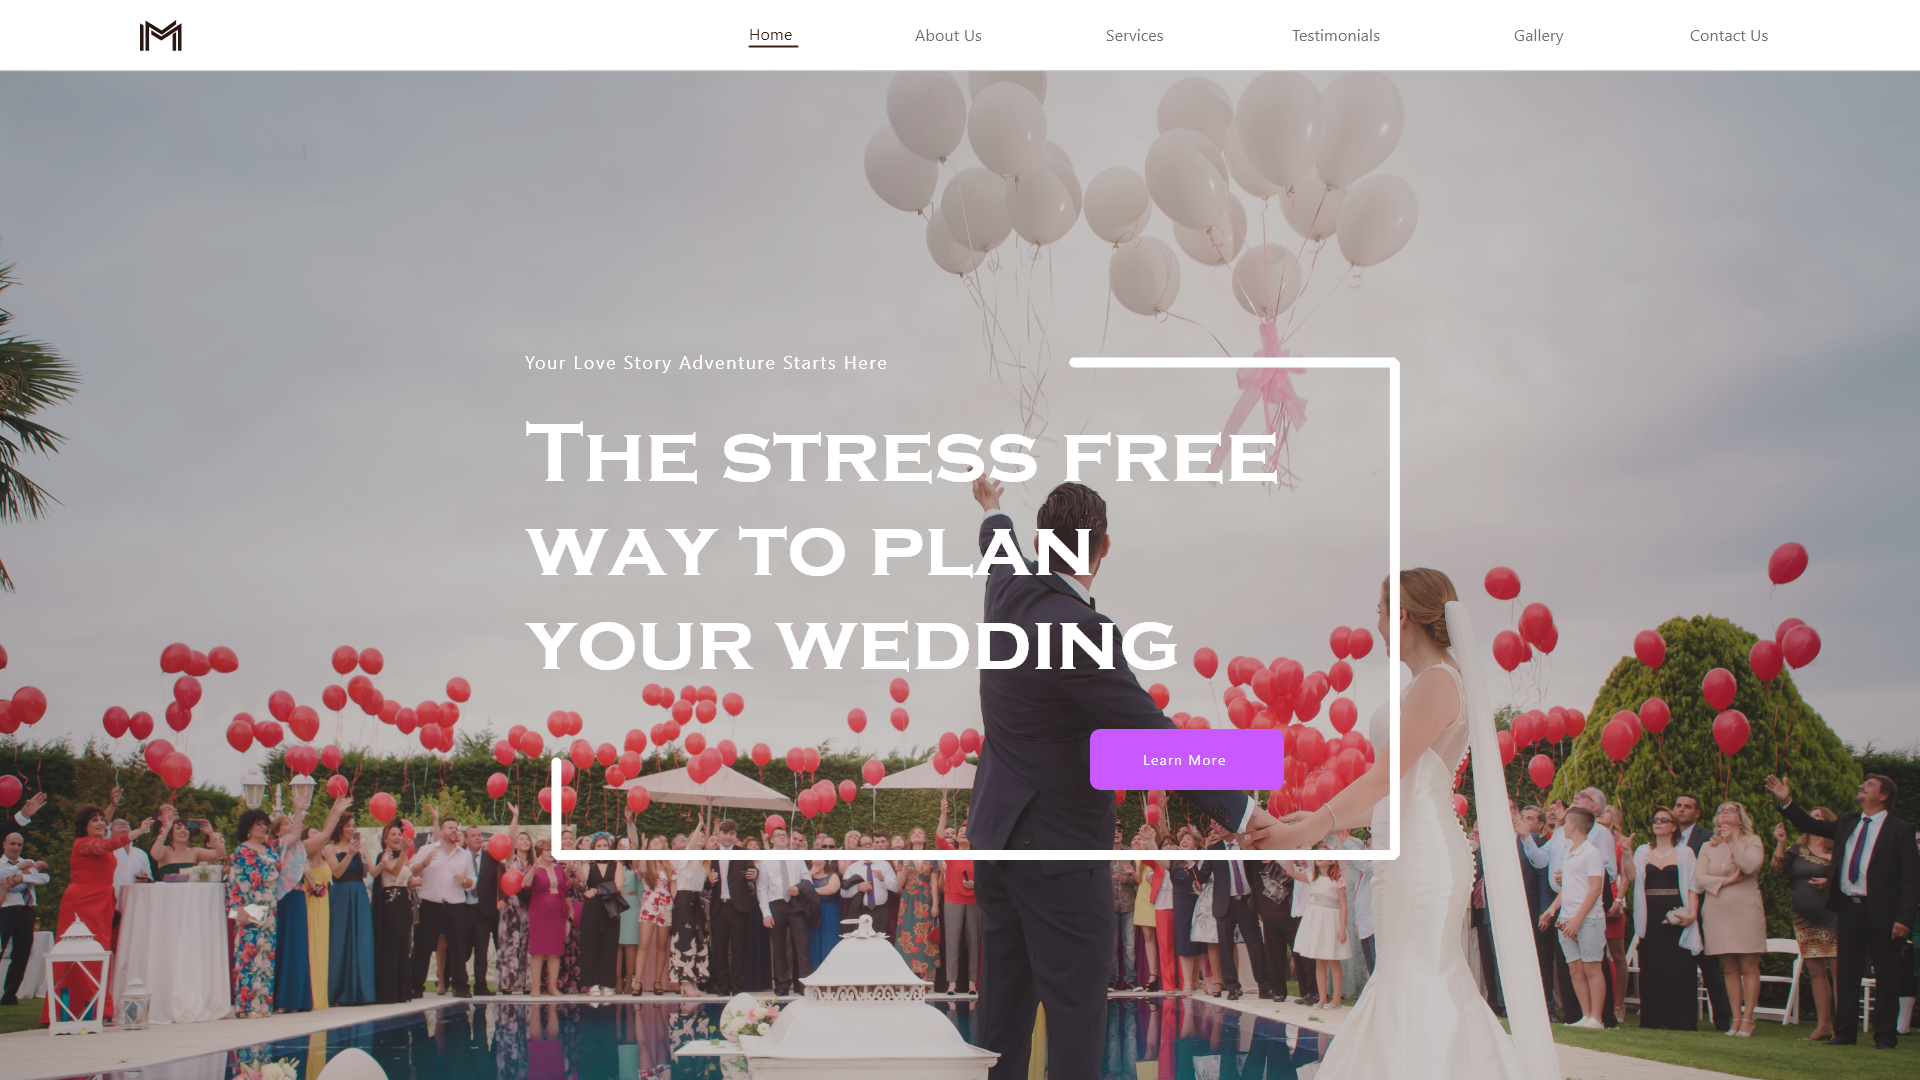 M
Home
About Us
Services
Testimonials
Gallery
Contact Us
Your Love Story Adventure Starts Here
The stress free
way to plan
your wedding
Learn More